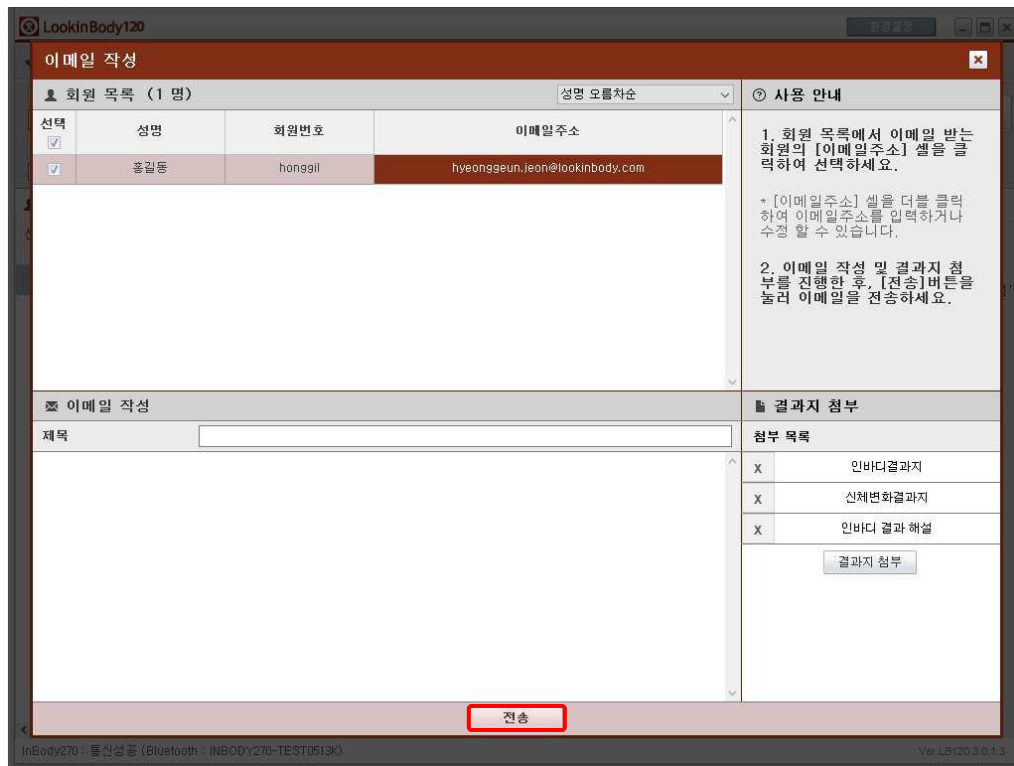 LookinBody120
환경설정
이메일 작성
회원 목록 (1 명)
성명 오름차순
사용 안내
선택
성명
회원번호
이메일주소
홍길동
honggil
hyeonggeun.jeon@lookinbody.com
1. 회원 목록에서 이메일 받는
회원의 [이메일주소] 셀을 클
릭하여 선택하세요.
* [이메일주소] 셀을 더블 클릭
하여 이메일주소를 입력하거나
수정 할 수 있습니다.
2. 이메일 작성 및 결과지 첨
부를 진행한 후, [전송]버튼을
눌러 이메일을 전송하세요.
이메일 작성
결과지 첨부
제목
첨부 목록
X 인바디결과지
X 신체변화결과지
X 인바디 결과 해설
결과지 첨부
전송
InBody270 : 통신성공 (Bluetooth : INBODY270-TEST0513K)
Ver.LB120.3.0.1.3